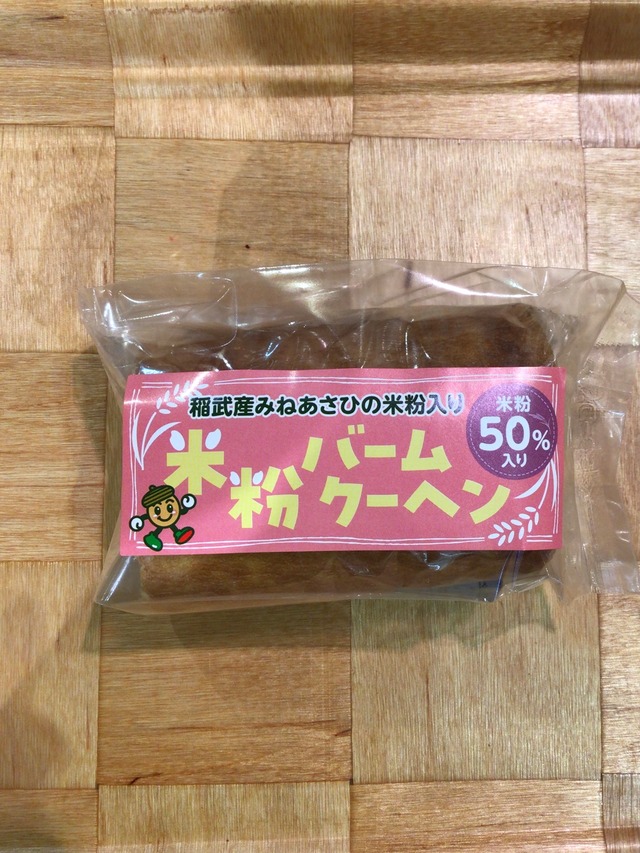 稲武産みねあさひの米粉入り
米粉
50%
入り
米粉バーム
クーヘン